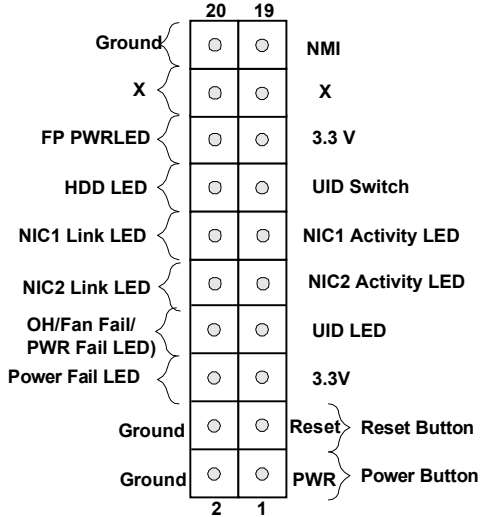 20 19
Ground NMI
X X
FP PWRLED 3.3 V
HDD LED UID Switch
NIC1 Link LED NIC1 Activity LED
NIC2 Link LED NIC2 Activity LED
OH/Fan Fail/
PWR Fail LED) UID LED
Power Fail LED 3.3V
Ground Reset Reset Button
Ground PWR Power Button
2 1